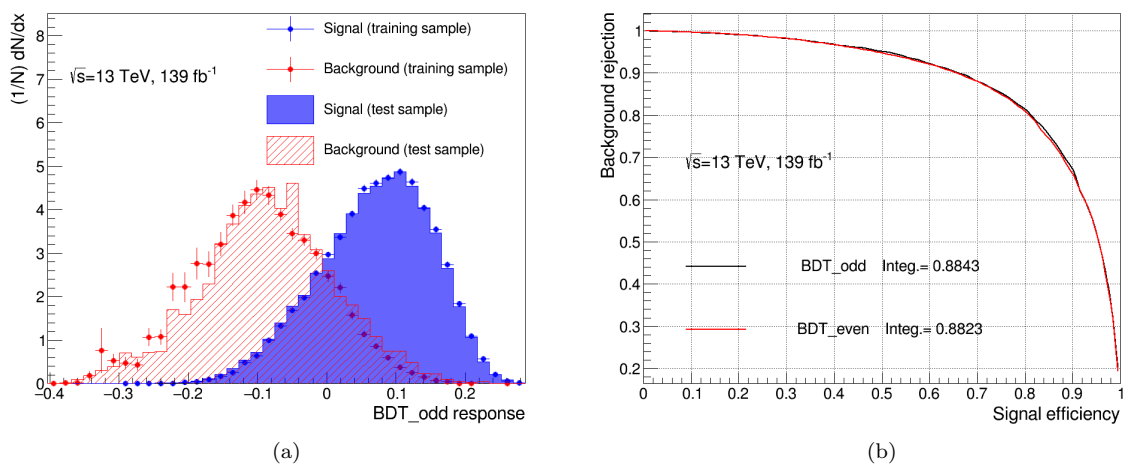 (1/N) dN/dx
8
7
6
5
4
3
2
1
0
√s=13 TeV, 139 fb⁻¹
Signal (training sample)
Background (training sample)
Signal (test sample)
Background (test sample)
−0.4 −0.3 −0.2 −0.1 0 0.1 0.2
BDT_odd response
(a)
Background rejection
1
0.9
0.8
0.7
0.6
0.5
0.4
0.3
0.2
√s=13 TeV, 139 fb⁻¹
BDT_odd Integ.= 0.8843
BDT_even Integ.= 0.8823
0 0.1 0.2 0.3 0.4 0.5 0.6 0.7 0.8 0.9 1
Signal efficiency
(b)